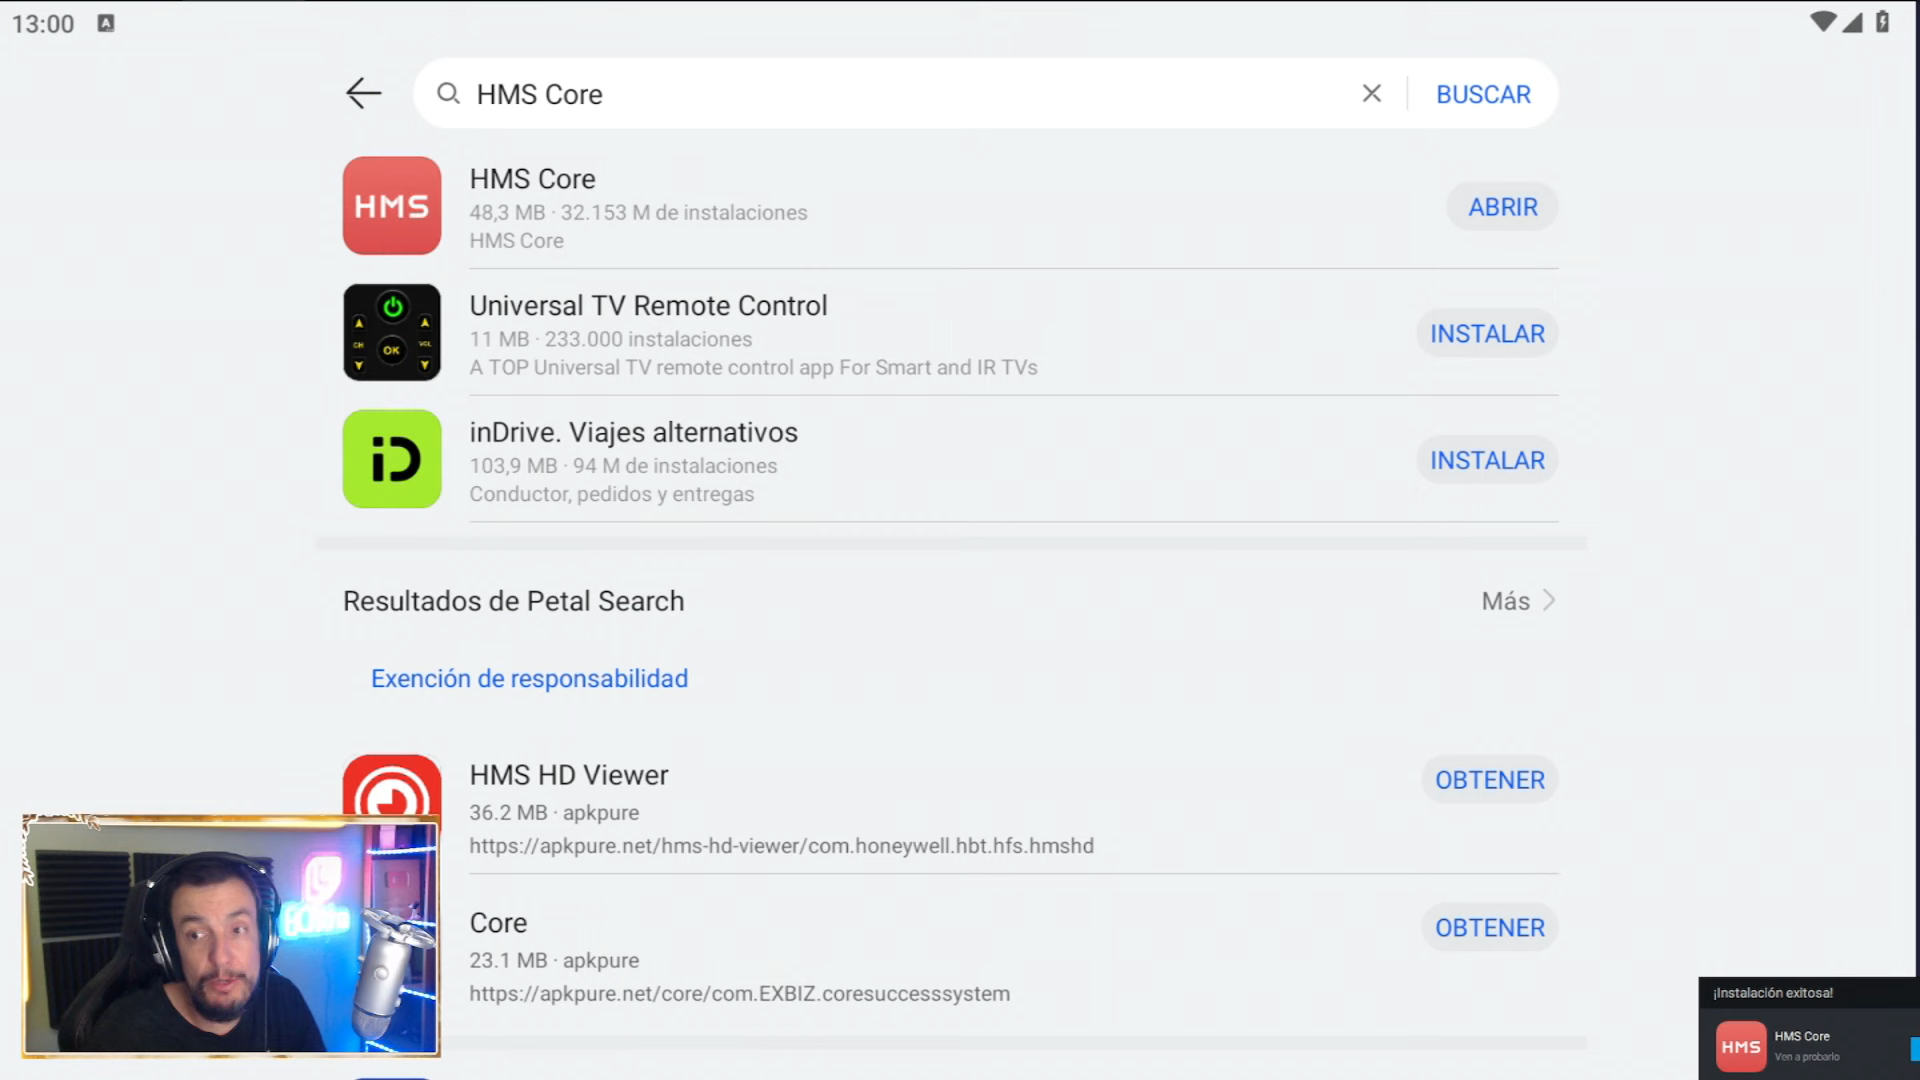 13:00
HMS Core
BUSCAR
HMS
HMS Core
48,3 MB · 32.153 M de instalaciones
HMS Core
ABRIR
CH
OK
VOL
Universal TV Remote Control
11 MB · 233.000 instalaciones
A TOP Universal TV remote control app For Smart and IR TVs
INSTALAR
iD
inDrive. Viajes alternativos
103,9 MB · 94 M de instalaciones
Conductor, pedidos y entregas
INSTALAR
Resultados de Petal Search
Más
Exención de responsabilidad
HMS HD Viewer
36.2 MB · apkpure
https://apkpure.net/hms-hd-viewer/com.honeywell.hbt.hfs.hmshd
OBTENER
Core
23.1 MB · apkpure
https://apkpure.net/core/com.EXBIZ.coresuccesssystem
OBTENER
¡Instalación exitosa!
HMS
HMS Core
Ven a probarlo